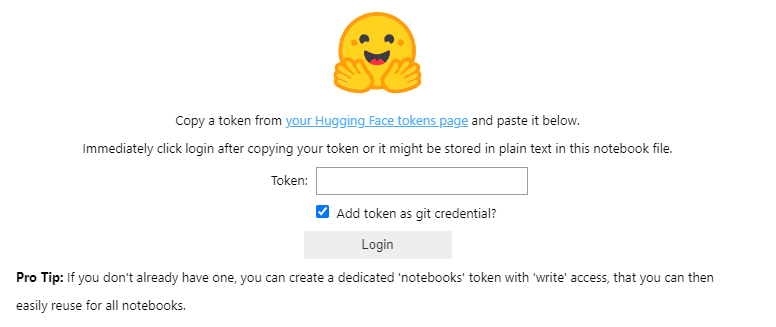 Copy a token from your Hugging Face tokens page and paste it below.
Immediately click login after copying your token or it might be stored in plain text in this notebook file.
Token:
Add token as git credential?
Login
Pro Tip: If you don't already have one, you can create a dedicated 'notebooks' token with 'write' access, that you can then
easily reuse for all notebooks.